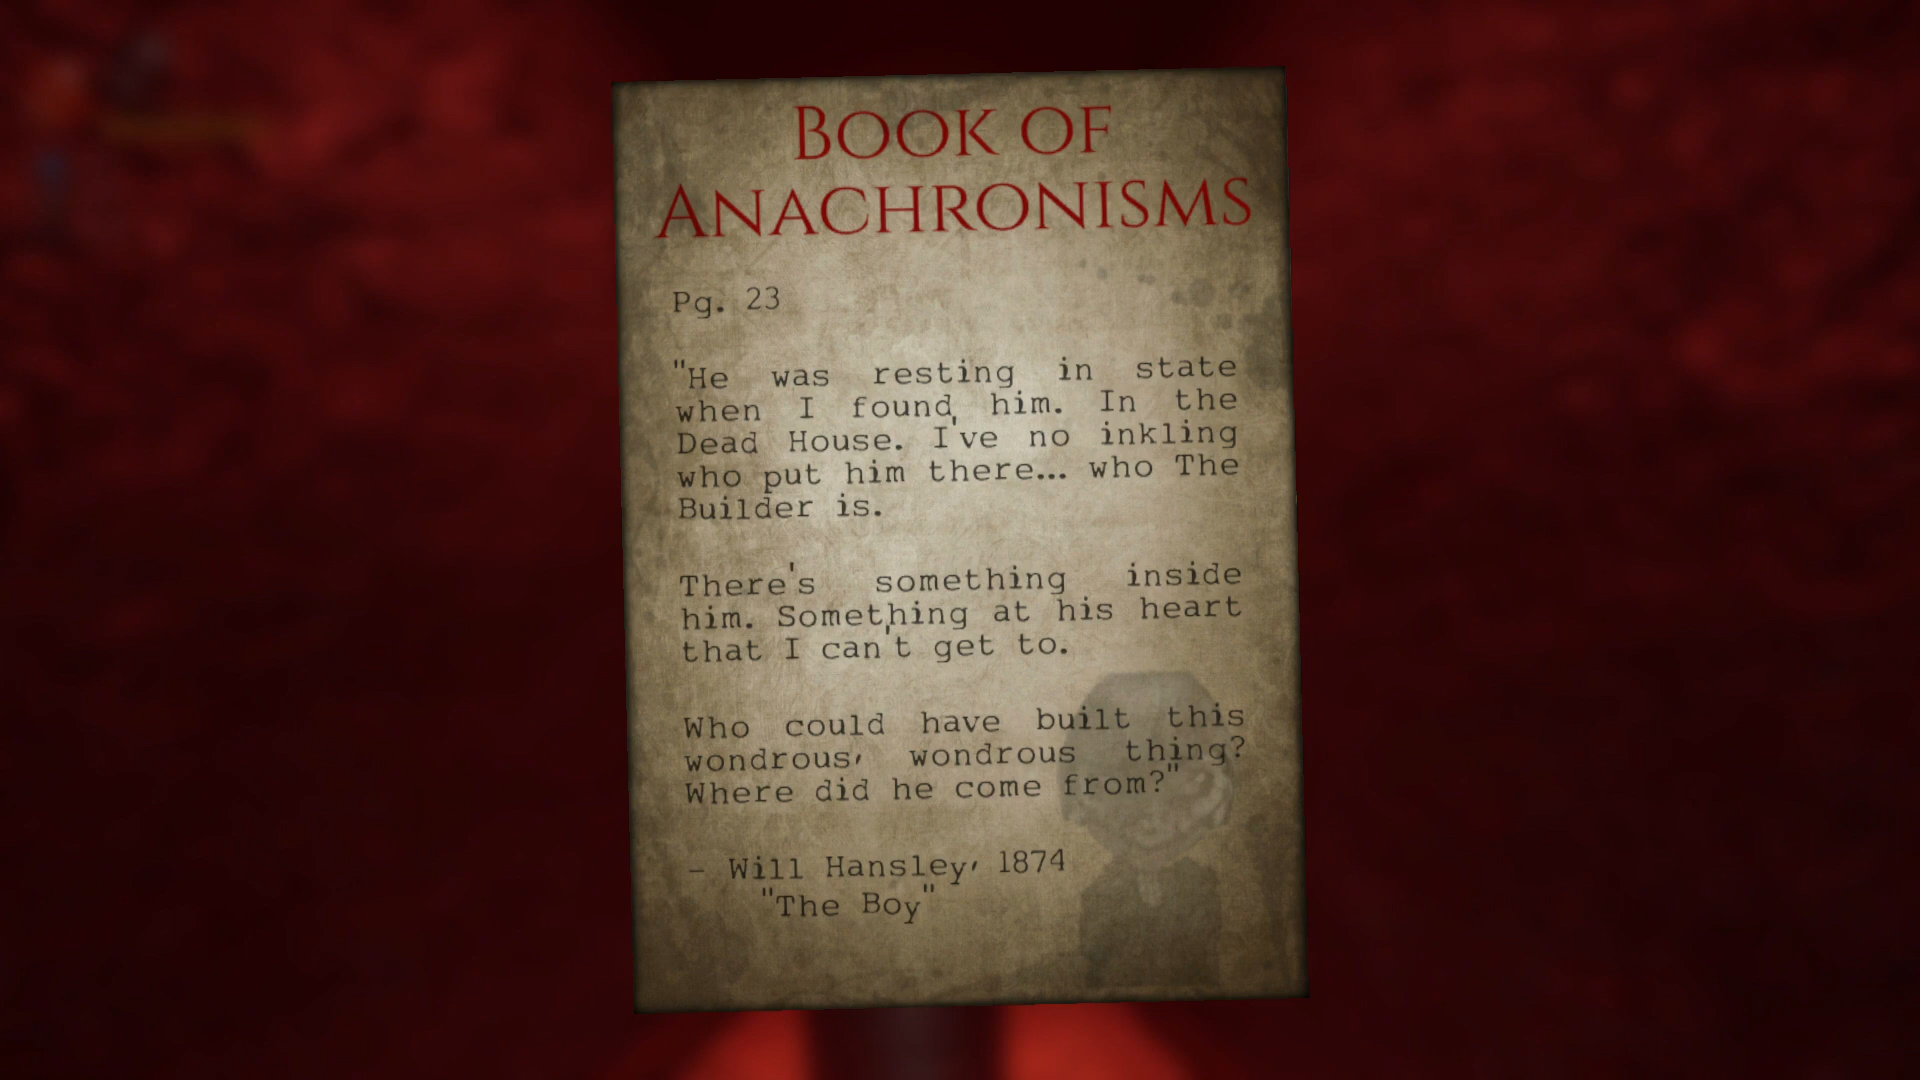 Book of
Anachronisms
Pg. 23
"He was resting in state
when I found him. In the
Dead House. I've no inkling
who put him there... who The
Builder is.
There's something inside
him. Something at his heart
that I can't get to.
Who could have built this
wondrous, wondrous thing?
Where did he come from?"
- Will Hansley, 1874
"The Boy"